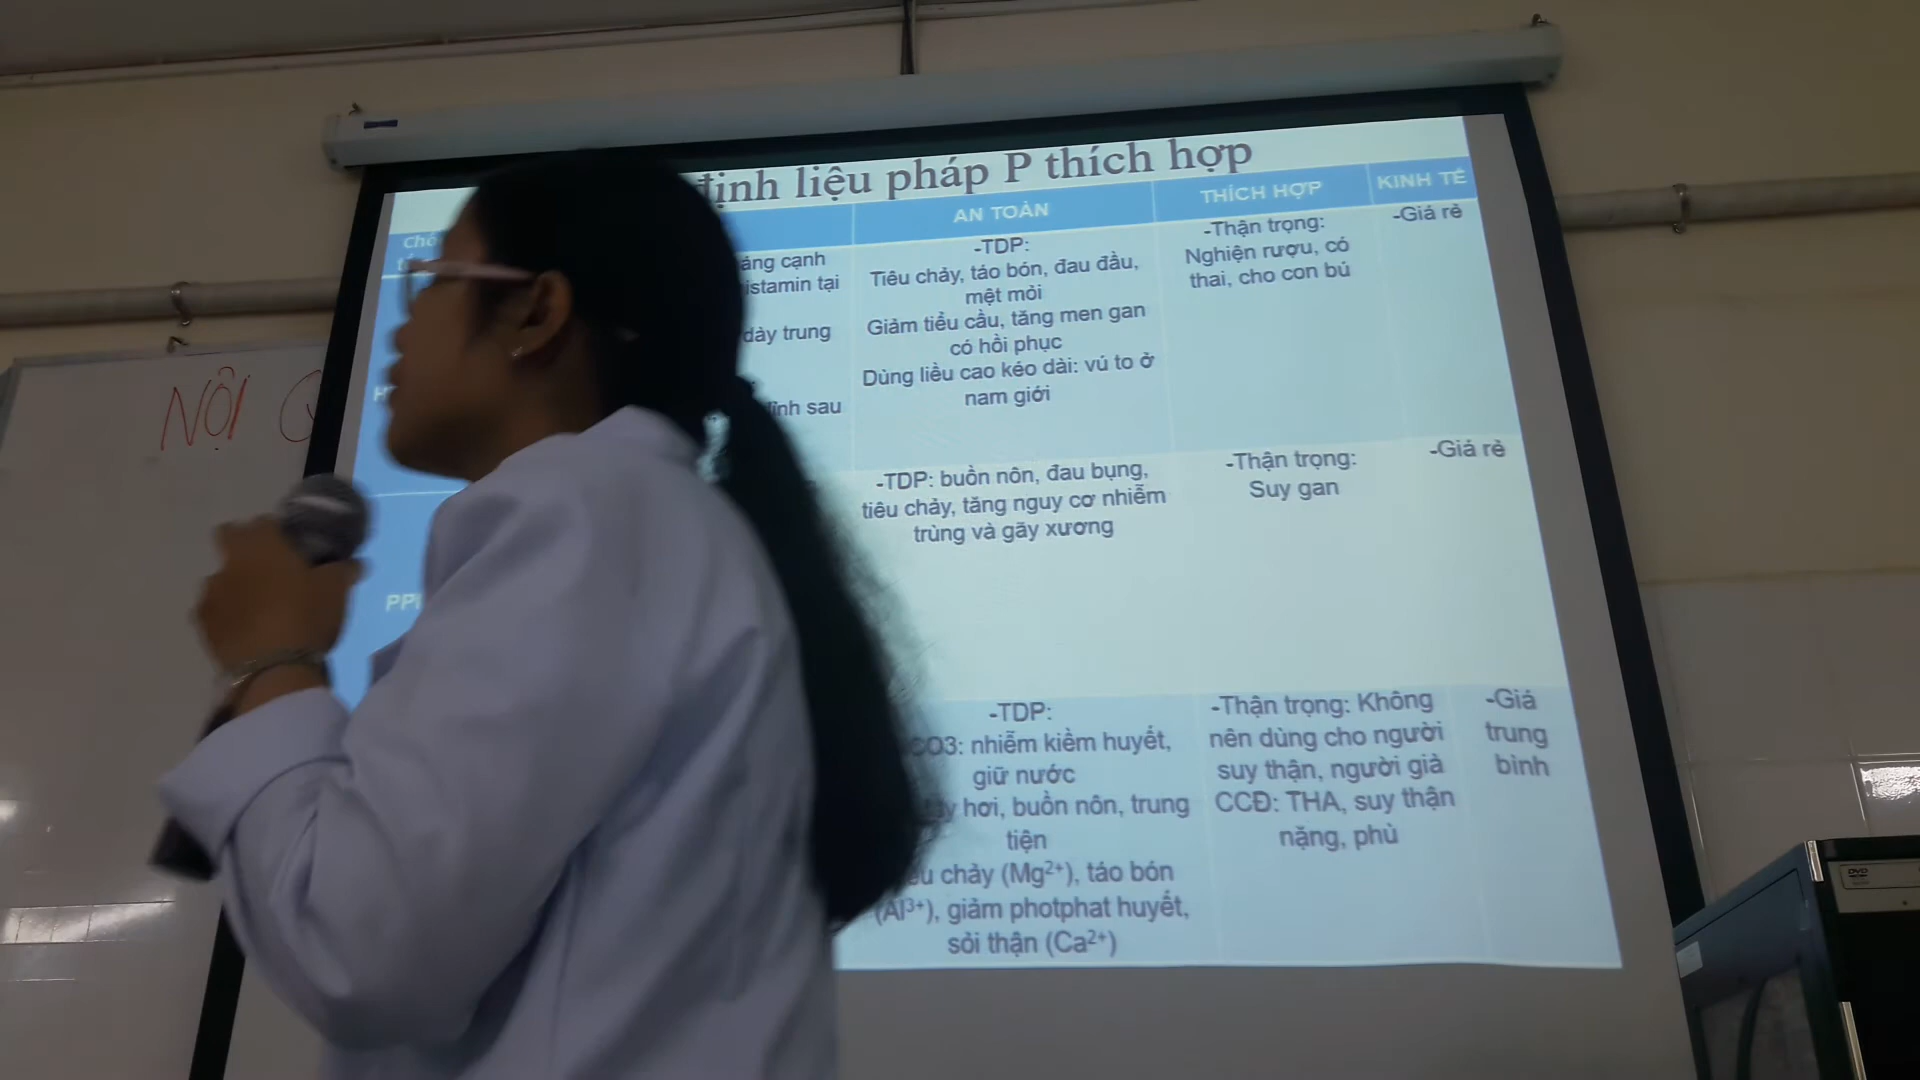 định liệu pháp P thích hợp
AN TOÀN
THÍCH HỢP
KINH TẾ
istamin tại
dày trung
sau
-TDP:
Tiêu chảy, táo bón, đau đầu,
mệt mỏi
Giảm tiểu cầu, tăng men gan
có hồi phục
Dùng liều cao kéo dài: vú to ở
nam giới
-Thận trọng:
Nghiện rượu, có
thai, cho con bú
-Giá rẻ
PPI
-TDP: buồn nôn, đau bụng,
tiêu chảy, tăng nguy cơ nhiễm
trùng và gãy xương
-Thận trọng:
Suy gan
-Giá rẻ
-TDP:
CO3: nhiễm kiềm huyết,
giữ nước
hơi, buồn nôn, trung
tiện
chảy (Mg²⁺), táo bón
(Al³⁺), giảm photphat huyết,
sỏi thận (Ca²⁺)
-Thận trọng: Không
nên dùng cho người
suy thận, người già
CCĐ: THA, suy thận
nặng, phù
-Giá
trung
bình
NỘI
DVD